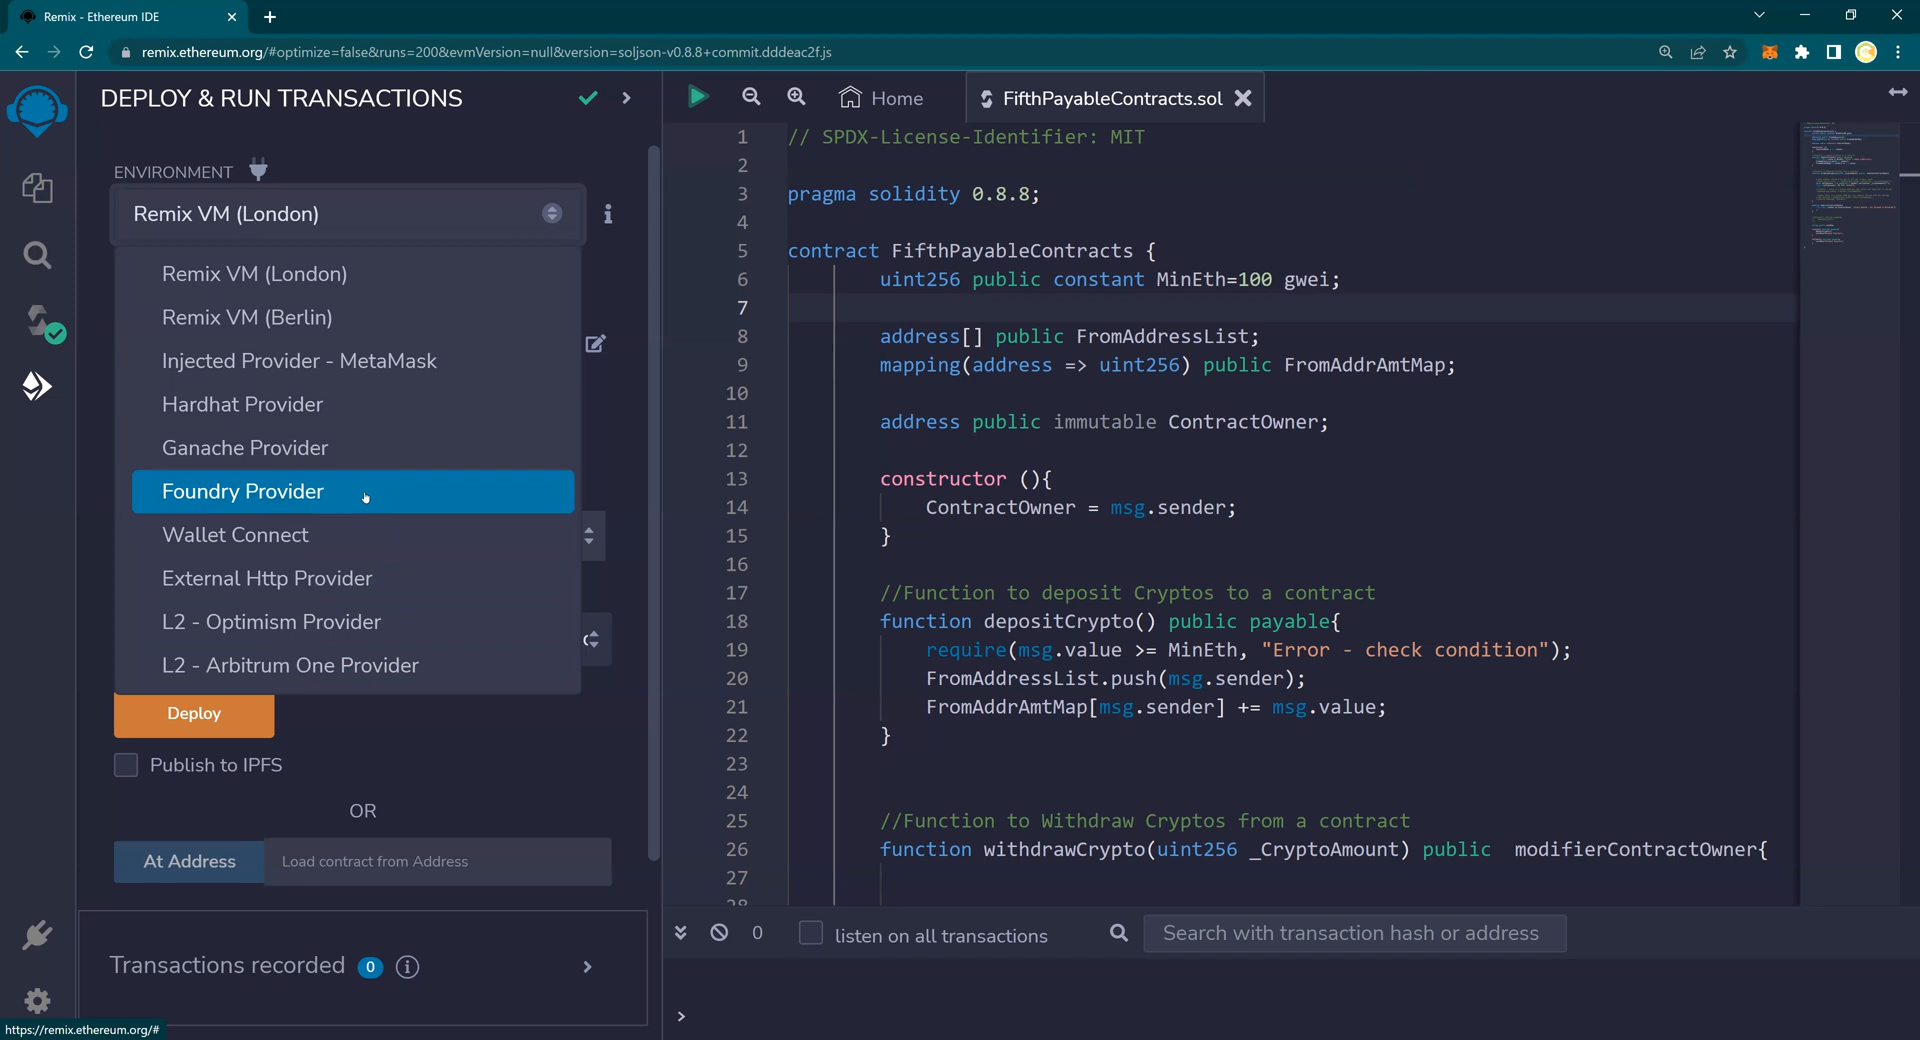 Remix - Ethereum IDE
remix.ethereum.org/#optimize=false&runs=200&evmVersion=null&version=soljson-v0.8.8+commit.dddeac2f.js
DEPLOY & RUN TRANSACTIONS
ENVIRONMENT
Remix VM (London)
Remix VM (London)
Remix VM (Berlin)
Injected Provider - MetaMask
Hardhat Provider
Ganache Provider
Foundry Provider
Wallet Connect
External Http Provider
L2 - Optimism Provider
L2 - Arbitrum One Provider
Deploy
Publish to IPFS
OR
At Address
Load contract from Address
Transactions recorded 0
https://remix.ethereum.org/#
Home
FifthPayableContracts.sol
1 // SPDX-License-Identifier: MIT
2
3 pragma solidity 0.8.8;
4
5 contract FifthPayableContracts {
6 uint256 public constant MinEth=100 gwei;
7
8 address[] public FromAddressList;
9 mapping(address => uint256) public FromAddrAmtMap;
10
11 address public immutable ContractOwner;
12
13 constructor (){
14 ContractOwner = msg.sender;
15 }
16
17 //Function to deposit Cryptos to a contract
18 function depositCrypto() public payable{
19 require(msg.value >= MinEth, "Error - check condition");
20 FromAddressList.push(msg.sender);
21 FromAddrAmtMap[msg.sender] += msg.value;
22 }
23
24
25 //Function to Withdraw Cryptos from a contract
26 function withdrawCrypto(uint256 _CryptoAmount) public modifierContractOwner{
27
28
0
listen on all transactions
Search with transaction hash or address
>